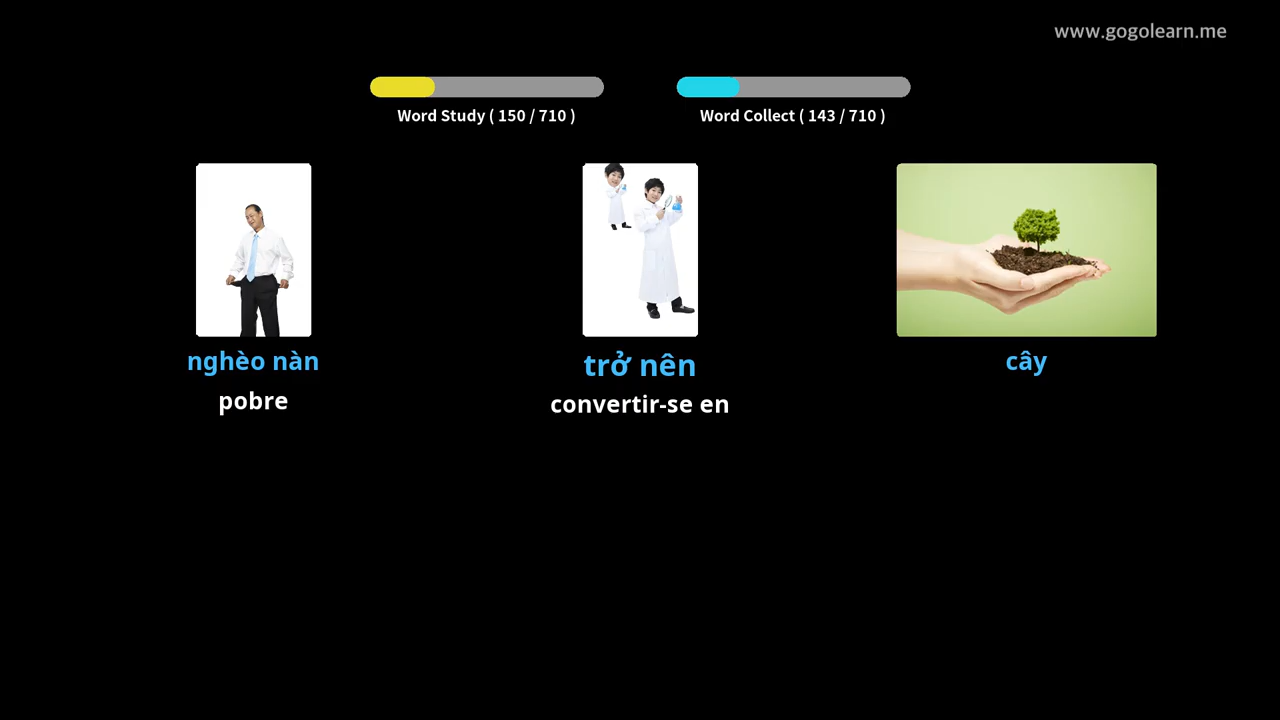 www.gogolearn.me
Word Study ( 150 / 710 )
Word Collect ( 143 / 710 )
nghèo nàn
pobre
trở nên
convertir-se en
cây